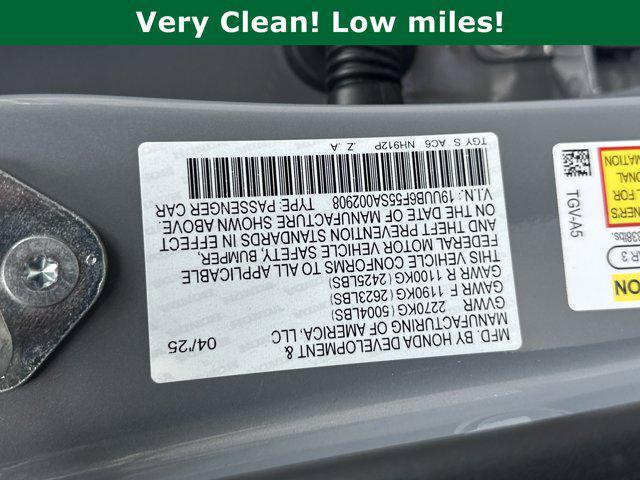 Very Clean! Low miles!
MFD. BY HONDA DEVELOPMENT &
MANUFACTURING OF AMERICA, LLC
04/'25
GVWR 2270KG (5004LBS)
GAWR F 1190KG (2623LBS)
GAWR R 1100KG (2425LBS)
THIS VEHICLE CONFORMS TO ALL APPLICABLE
FEDERAL MOTOR VEHICLE SAFETY, BUMPER,
AND THEFT PREVENTION STANDARDS IN EFFECT
ON THE DATE OF MANUFACTURE SHOWN ABOVE.
V.I.N.: 19UUB6F55SA002908 TYPE: PASSENGER CAR
TGY S AC6 NH912P Z A
TGV-A5